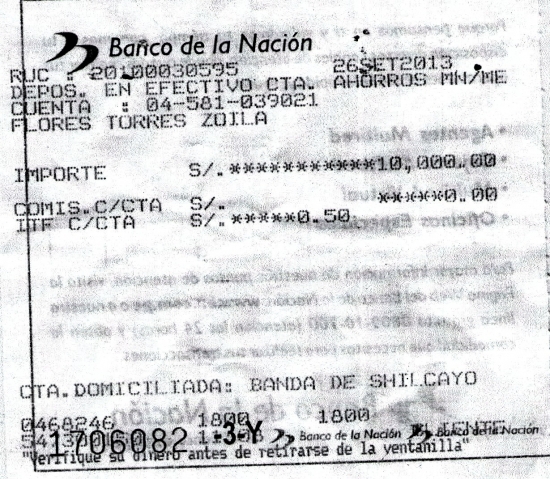 Banco de la Nación
RUC : 20100030595 26SET2013
DEPOS. EN EFECTIVO CTA. AHORROS MN/ME
CUENTA : 04-581-039021
FLORES TORRES ZOILA
IMPORTE S/.***********10,000.00
COMIS.C/CTA S/. *****0.00
ITF C/CTA S/.*****0.50
CTA.DOMICILIADA: BANDA DE SHILCAYO
0468246 1800 1800
1706082 -3-Y Banco de la Nación Banco de la Nación
"Verifique su dinero antes de retirarse de la ventanilla"